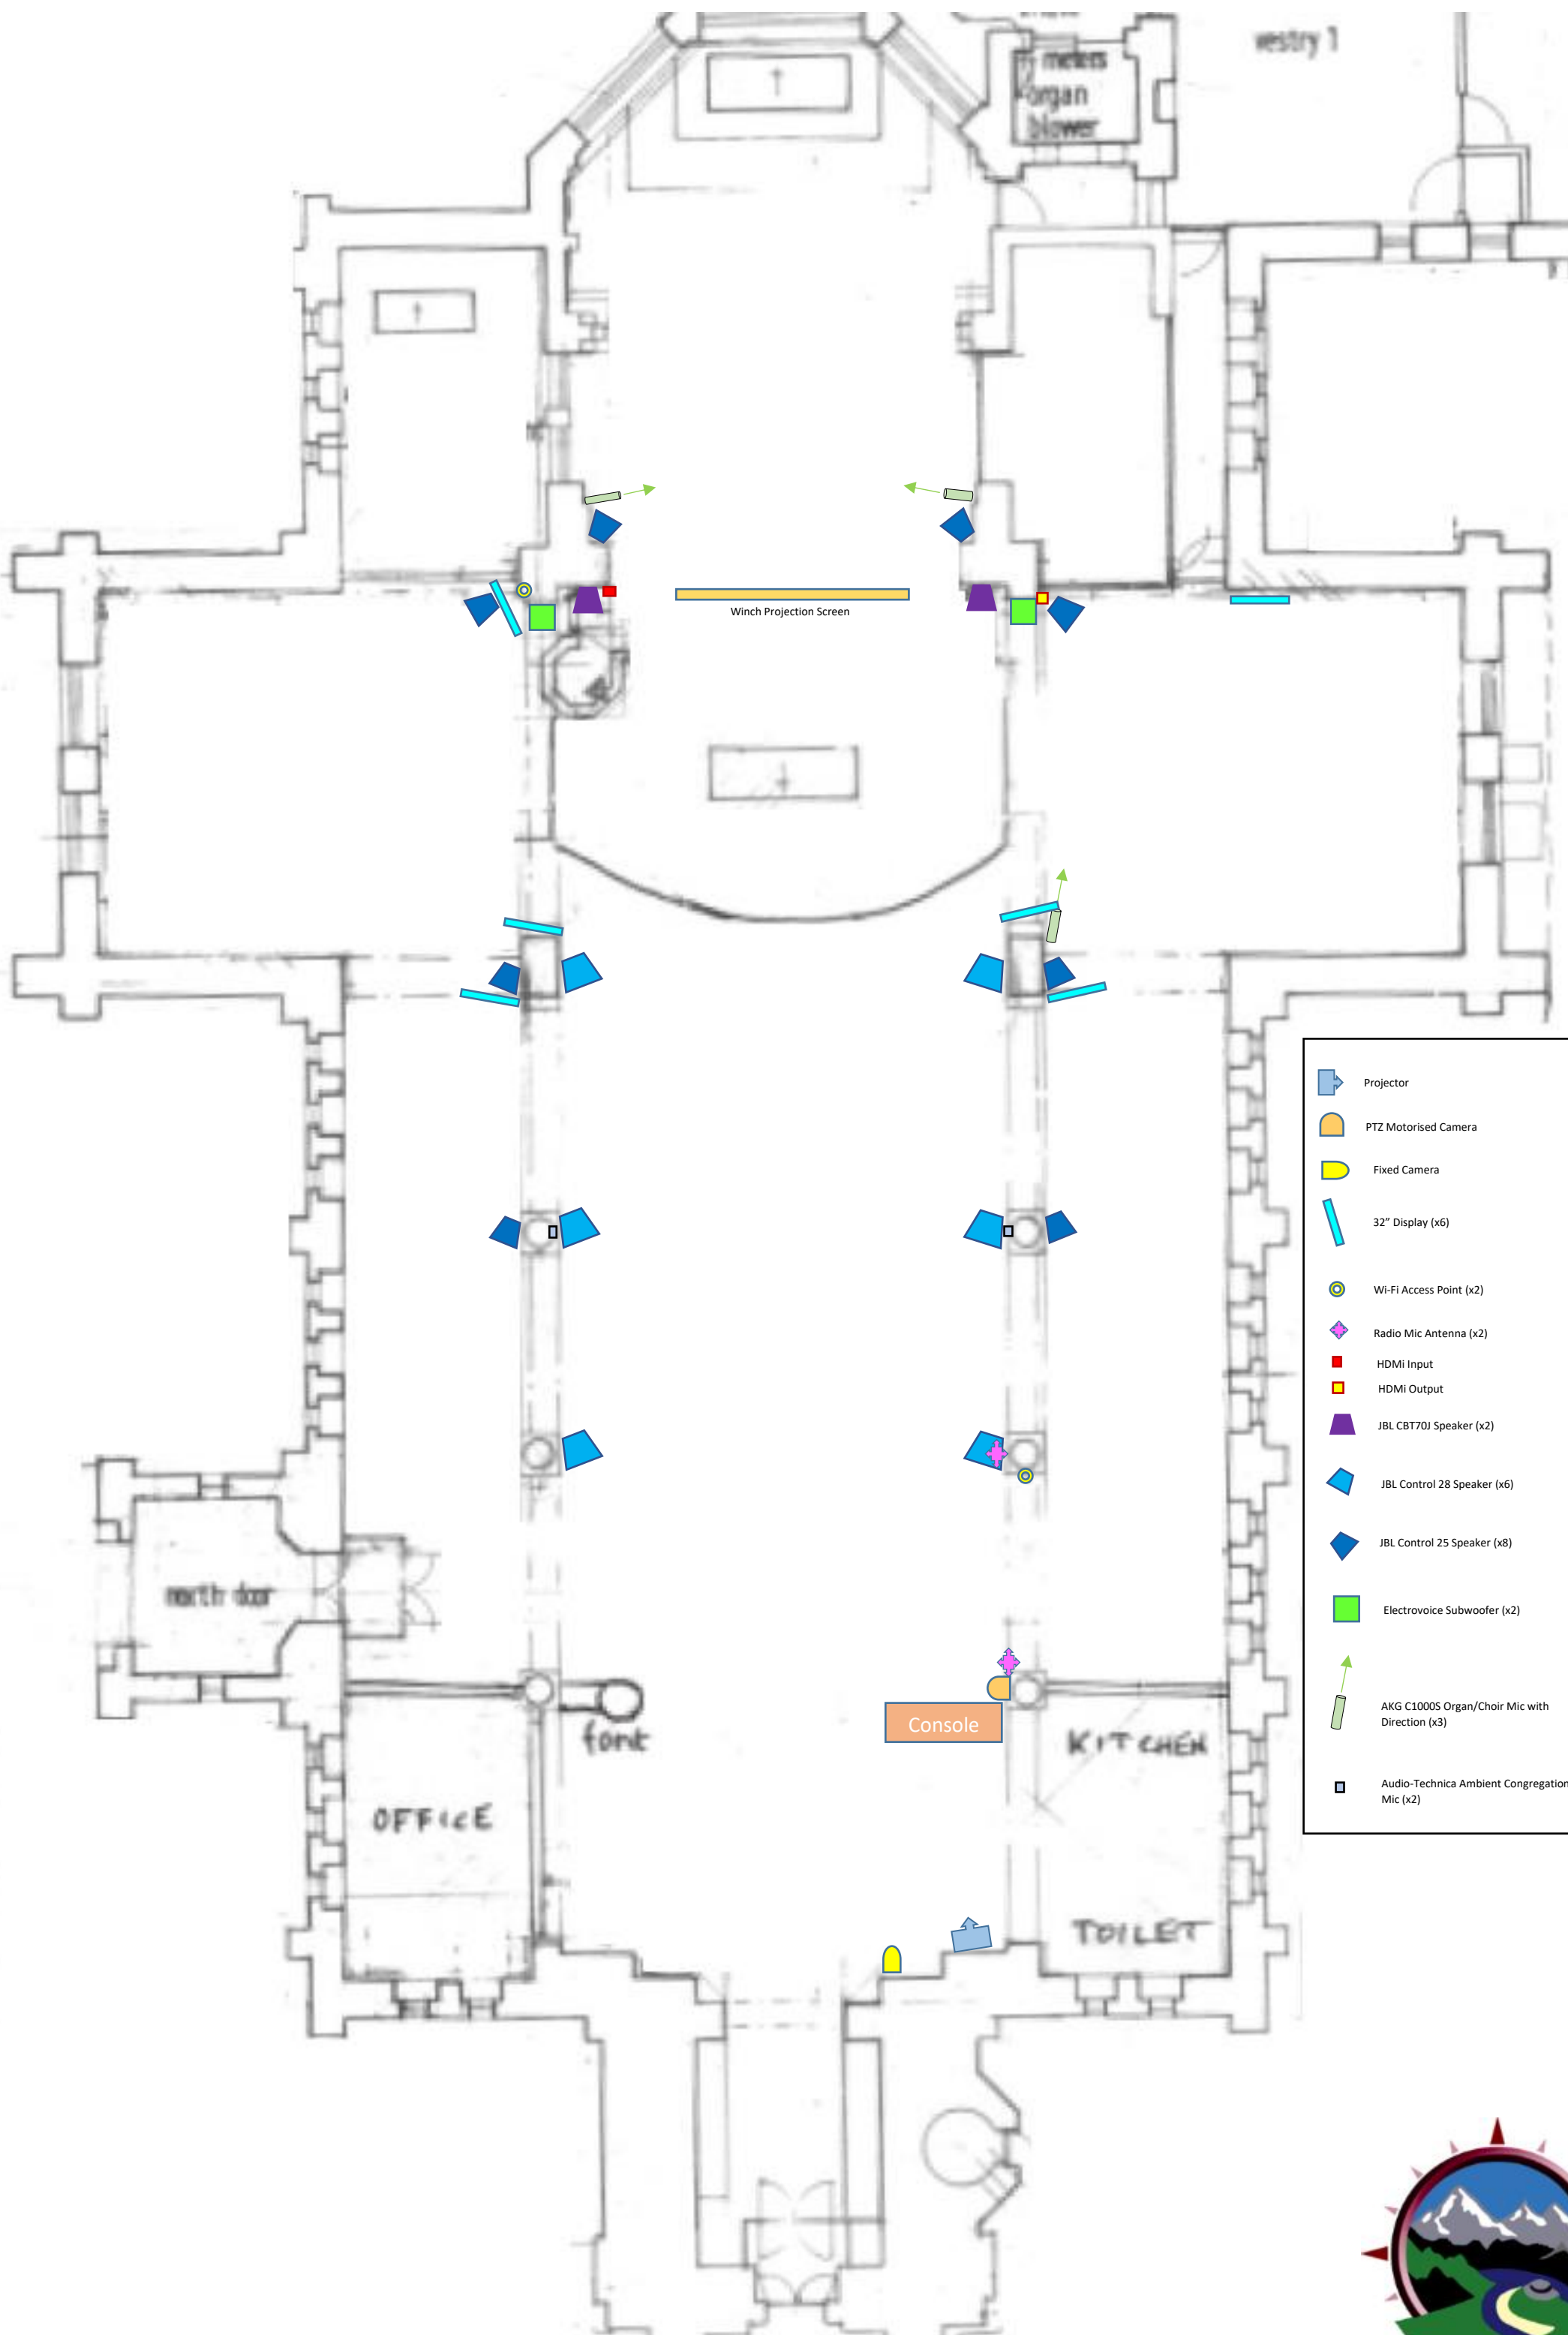 vestry 1
meters
organ
blower
Winch Projection Screen
Projector
PTZ Motorised Camera
Fixed Camera
32” Display (x6)
Wi-Fi Access Point (x2)
Radio Mic Antenna (x2)
HDMi Input
HDMi Output
JBL CBT70J Speaker (x2)
JBL Control 28 Speaker (x6)
JBL Control 25 Speaker (x8)
north door
Electrovoice Subwoofer (x2)
AKG C1000S Organ/Choir Mic with
Direction (x3)
Console
font
KITCHEN
OFFICE
Audio-Technica Ambient Congregation
Mic (x2)
TOILET